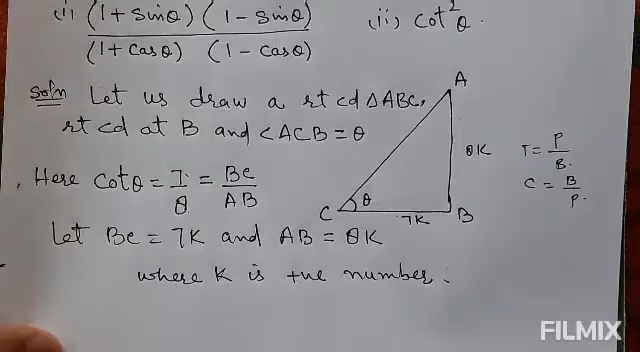 (i) (1+sinθ) (1-sinθ) / (1+cosθ) (1-cosθ) (ii) cot²θ.
Soln Let us draw a rt cd ΔABC,
rt cd at B and <ACB=θ
Here cotθ = 7/8 = BC/AB
Let BC = 7K and AB = 8K
where K is +ve number.
A
8K
T = P/B.
C = B/P.
C θ
7K
B
FILMIX